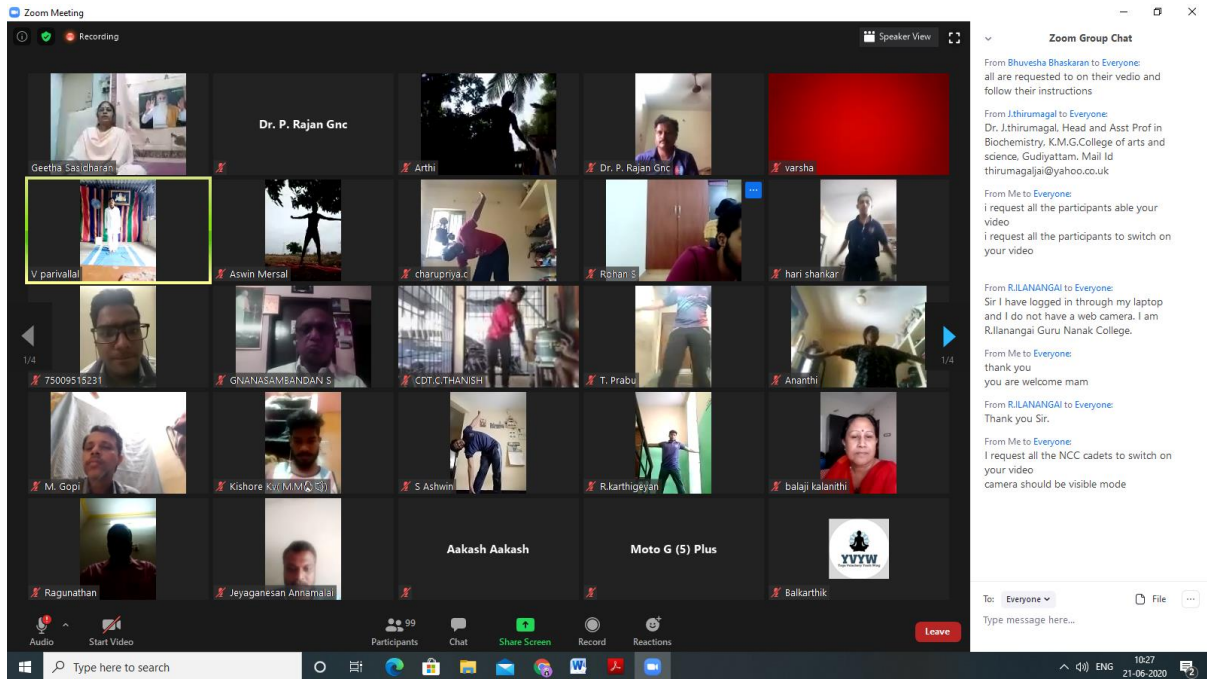 Zoom Meeting
Recording
Speaker View
Geetha Sasidharan
Dr. P. Rajan Gnc
Arthi
Dr. P. Rajan Gnc
varsha
V parivallal
Aswin Mersal
charupriya.c
Rohan S
hari shankar
75009515231
GNANASAMBANDAN S
CDT.C.THANISH
T. Prabu
Ananthi
1/4
1/4
M. Gopi
S Ashwin
R.karthigeyan
balaji kalanithi
Ragunathan
Jeyaganesan Annamalai
Aakash Aakash
Moto G (5) Plus
YVYW
Balkarthik
Audio
Start Video
99
Participants
Chat
Share Screen
Record
Reactions
Leave
Zoom Group Chat
From Bhuvesha Bhaskaran to Everyone:
all are requested to on their vedio and
follow their instructions
From J.thirumagal to Everyone:
Dr. J.thirumagal, Head and Asst Prof in
Biochemistry, K.M.G.College of arts and
science, Gudiyattam. Mail Id
thirumagaljai@yahoo.co.uk
From Me to Everyone:
i request all the participants able your
video
i request all the participants to switch on
your video
From R.ILANANGAI to Everyone:
Sir I have logged in through my laptop
and I do not have a web camera. I am
R.Ilanangai Guru Nanak College.
From Me to Everyone:
thank you
you are welcome mam
From R.ILANANGAI to Everyone:
Thank you Sir.
From Me to Everyone:
I request all the NCC cadets to switch on
your video
camera should be visible mode
To: Everyone
File
Type message here...
Type here to search
ENG
10:27
21-06-2020
2